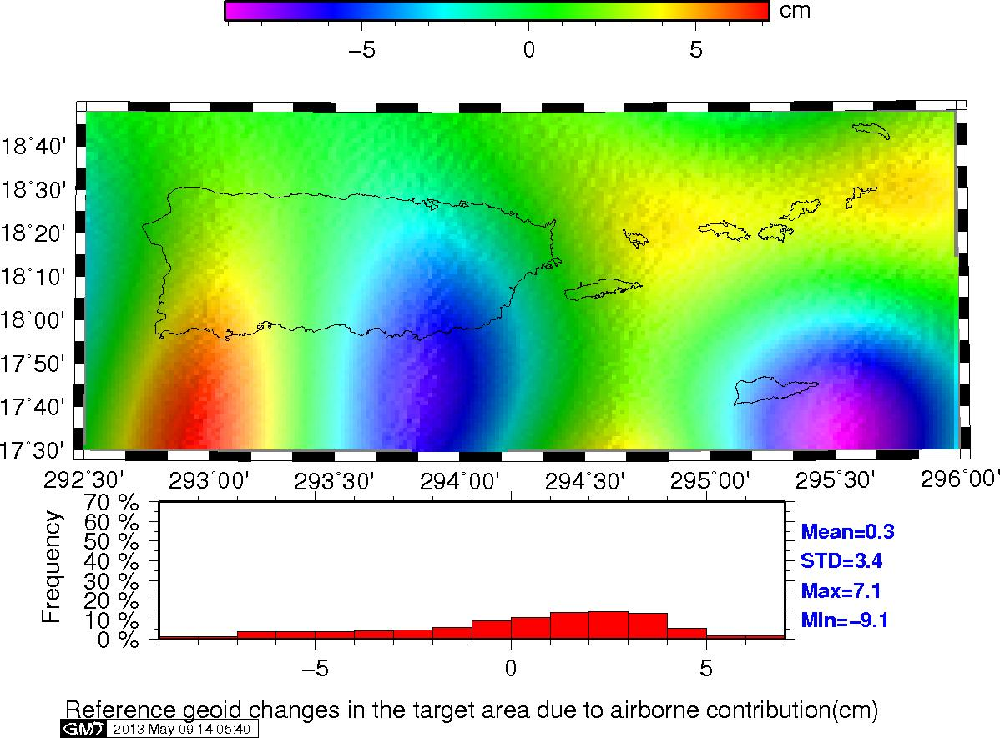 cm
−5 0 5
18°40'
18°30'
18°20'
18°10'
18°00'
17°50'
17°40'
17°30'
292°30' 293°00' 293°30' 294°00' 294°30' 295°00' 295°30' 296°00'
Frequency
70 %
60 %
50 %
40 %
30 %
20 %
10 %
0 %
Mean=0.3
STD=3.4
Max=7.1
Min=−9.1
−5 0 5
Reference geoid changes in the target area due to airborne contribution(cm)
GMT 2013 May 09 14:05:40